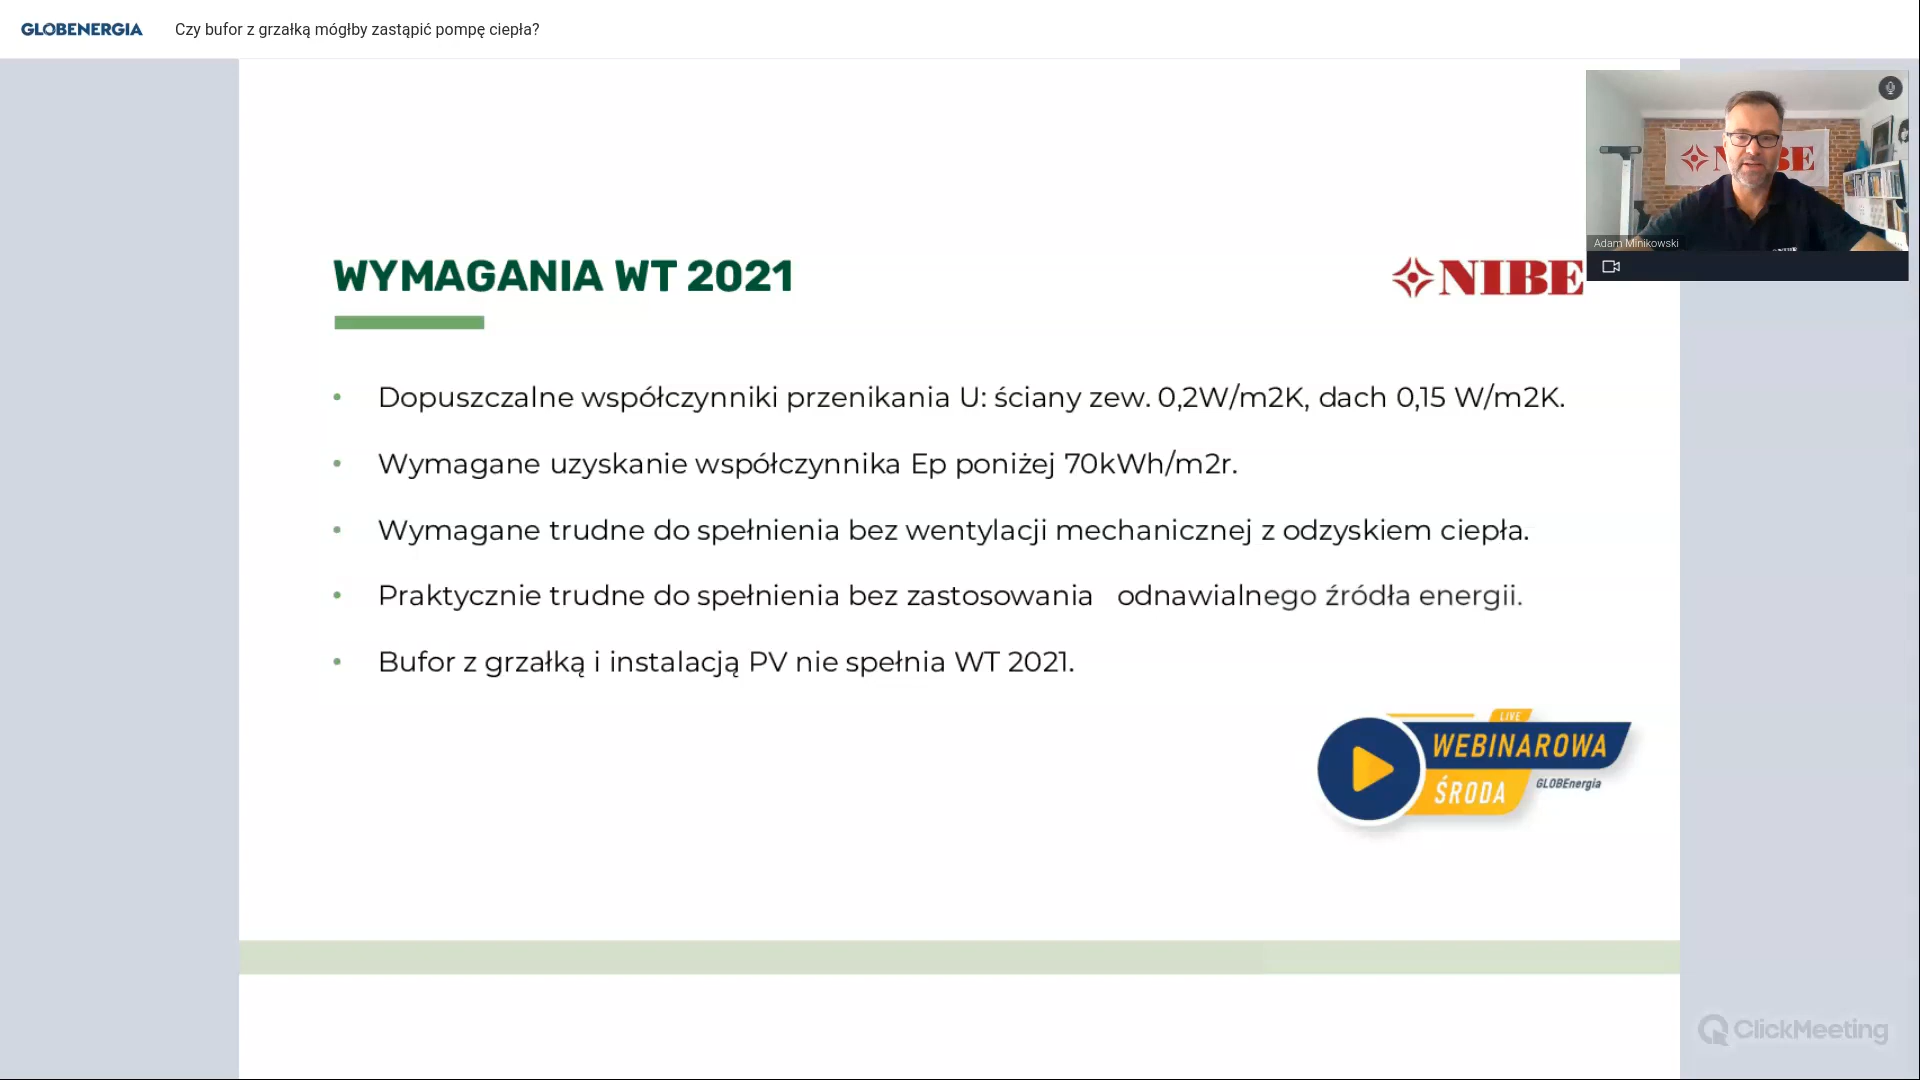 GLOBENERGIA
Czy bufor z grzałką mógłby zastąpić pompę ciepła?
NIBE
Adam Minikowski
WYMAGANIA WT 2021
NIBE
• Dopuszczalne współczynniki przenikania U: ściany zew. 0,2W/m2K, dach 0,15 W/m2K.
• Wymagane uzyskanie współczynnika Ep poniżej 70kWh/m2r.
• Wymagane trudne do spełnienia bez wentylacji mechanicznej z odzyskiem ciepła.
• Praktycznie trudne do spełnienia bez zastosowania odnawialnego źródła energii.
• Bufor z grzałką i instalacją PV nie spełnia WT 2021.
LIVE
WEBINAROWA
ŚRODA
GLOBEnergia
ClickMeeting